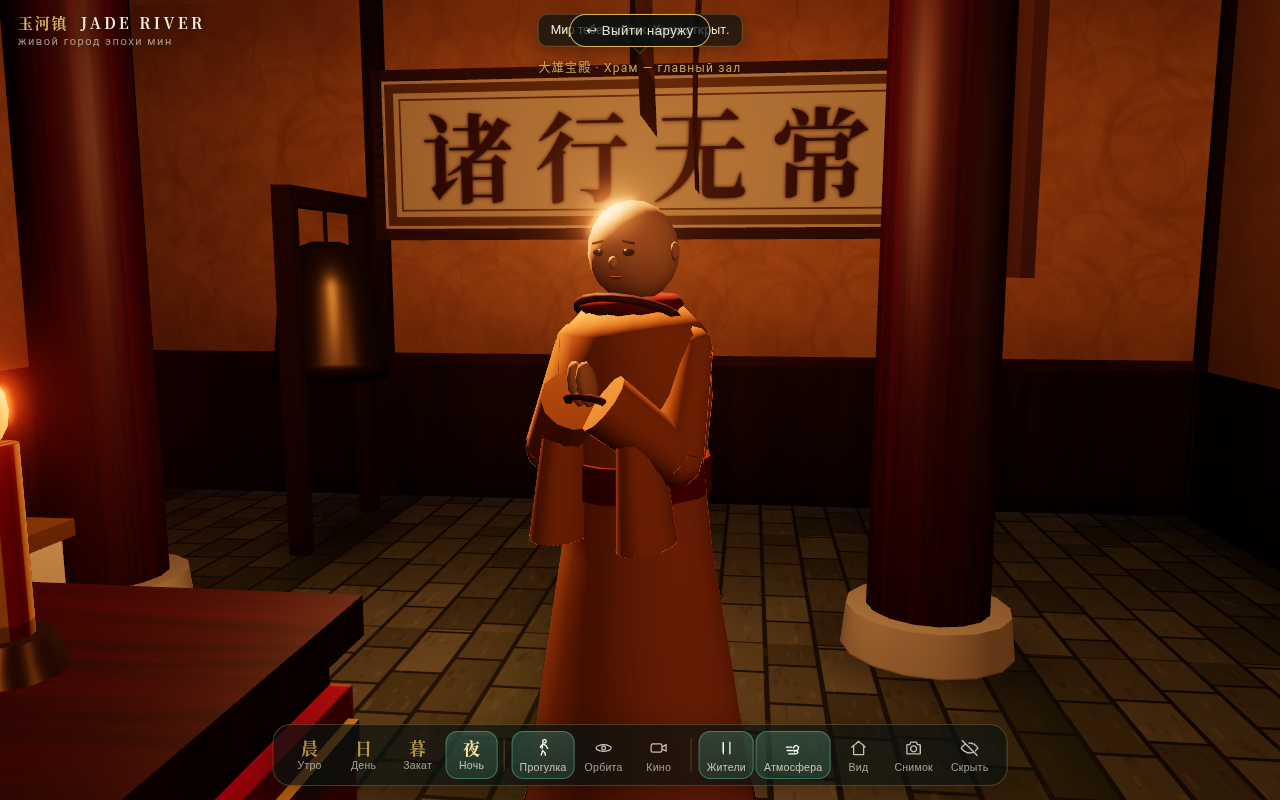 玉河镇 JADE RIVER
живой город эпохи мин
↩ Выйти наружу
大雄宝殿 · Храм — главный зал
诸行无常
晨 日 暮 夜
Утро День Закат Ночь Прогулка Орбита Кино Жители Атмосфера Вид Снимок Скрыть